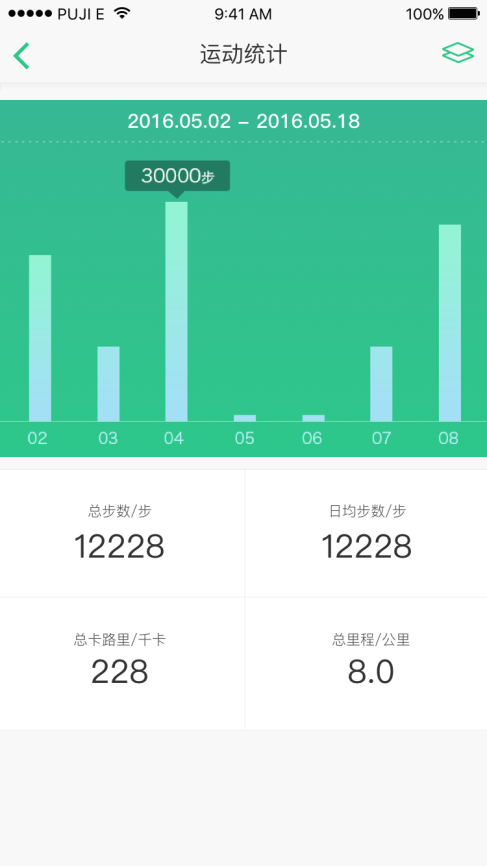 PUJI E 9:41 AM 100%
运动统计
2016.05.02 - 2016.05.18
30000步
02 03 04 05 06 07 08
总步数/步 日均步数/步
12228 12228
总卡路里/千卡 总里程/公里
228 8.0